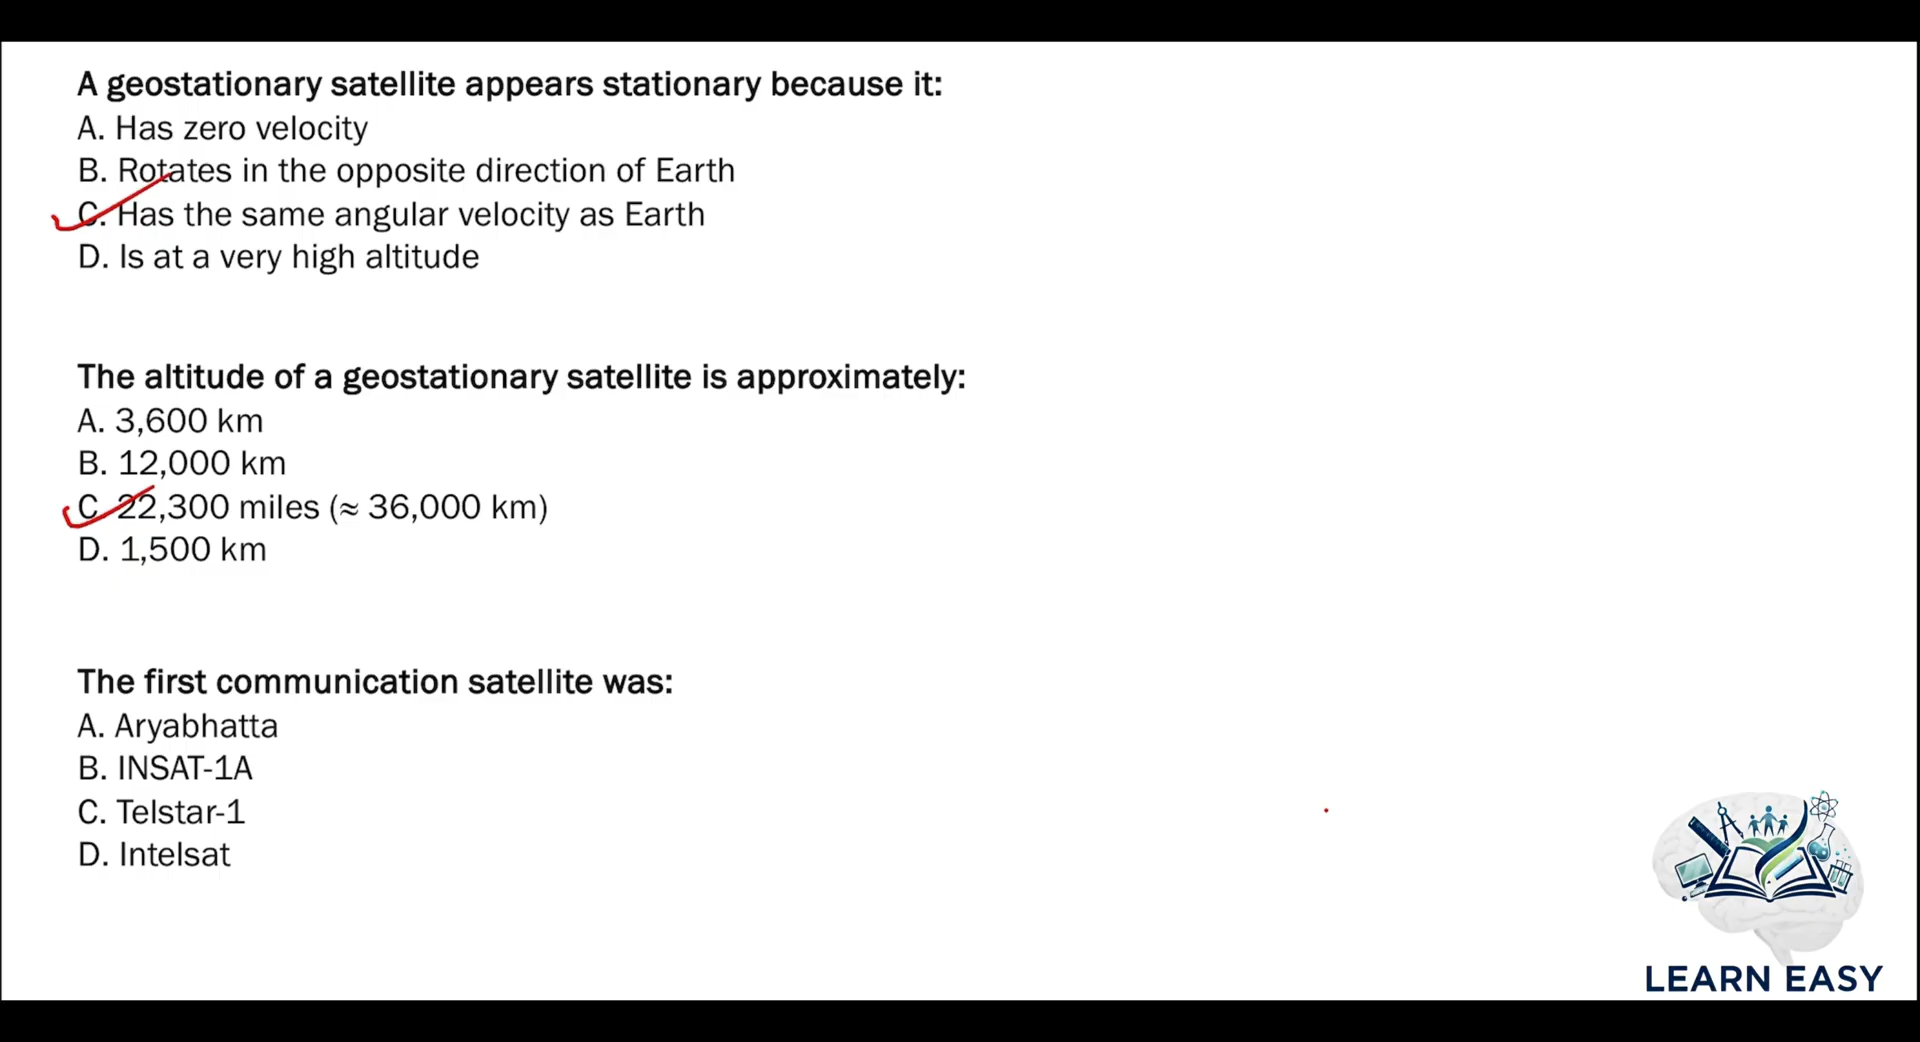 A geostationary satellite appears stationary because it:
A. Has zero velocity
B. Rotates in the opposite direction of Earth
C. Has the same angular velocity as Earth
D. Is at a very high altitude
The altitude of a geostationary satellite is approximately:
A. 3,600 km
B. 12,000 km
C. 22,300 miles (≈ 36,000 km)
D. 1,500 km
The first communication satellite was:
A. Aryabhatta
B. INSAT-1A
C. Telstar-1
D. Intelsat
LEARN EASY